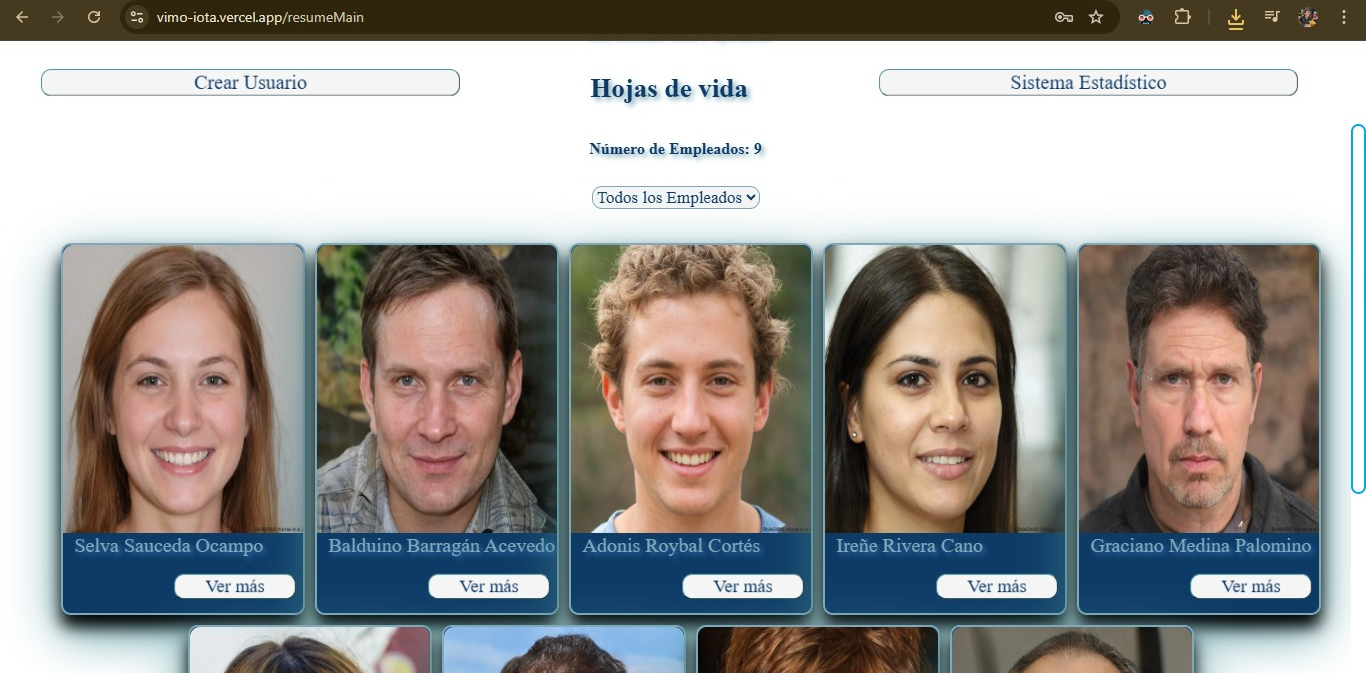 vimo-iota.vercel.app/resumeMain
Crear Usuario
Hojas de vida
Sistema Estadístico
Número de Empleados: 9
Todos los Empleados
Selva Sauceda Ocampo
Balduino Barragán Acevedo
Adonis Roybal Cortés
Ireñe Rivera Cano
Graciano Medina Palomino
Ver más
Ver más
Ver más
Ver más
Ver más